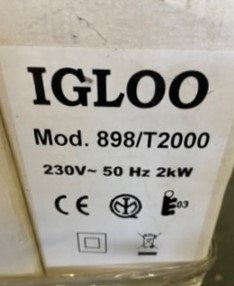 IGLOO
Mod. 898/T2000
230V~ 50 Hz 2kW
CE 03